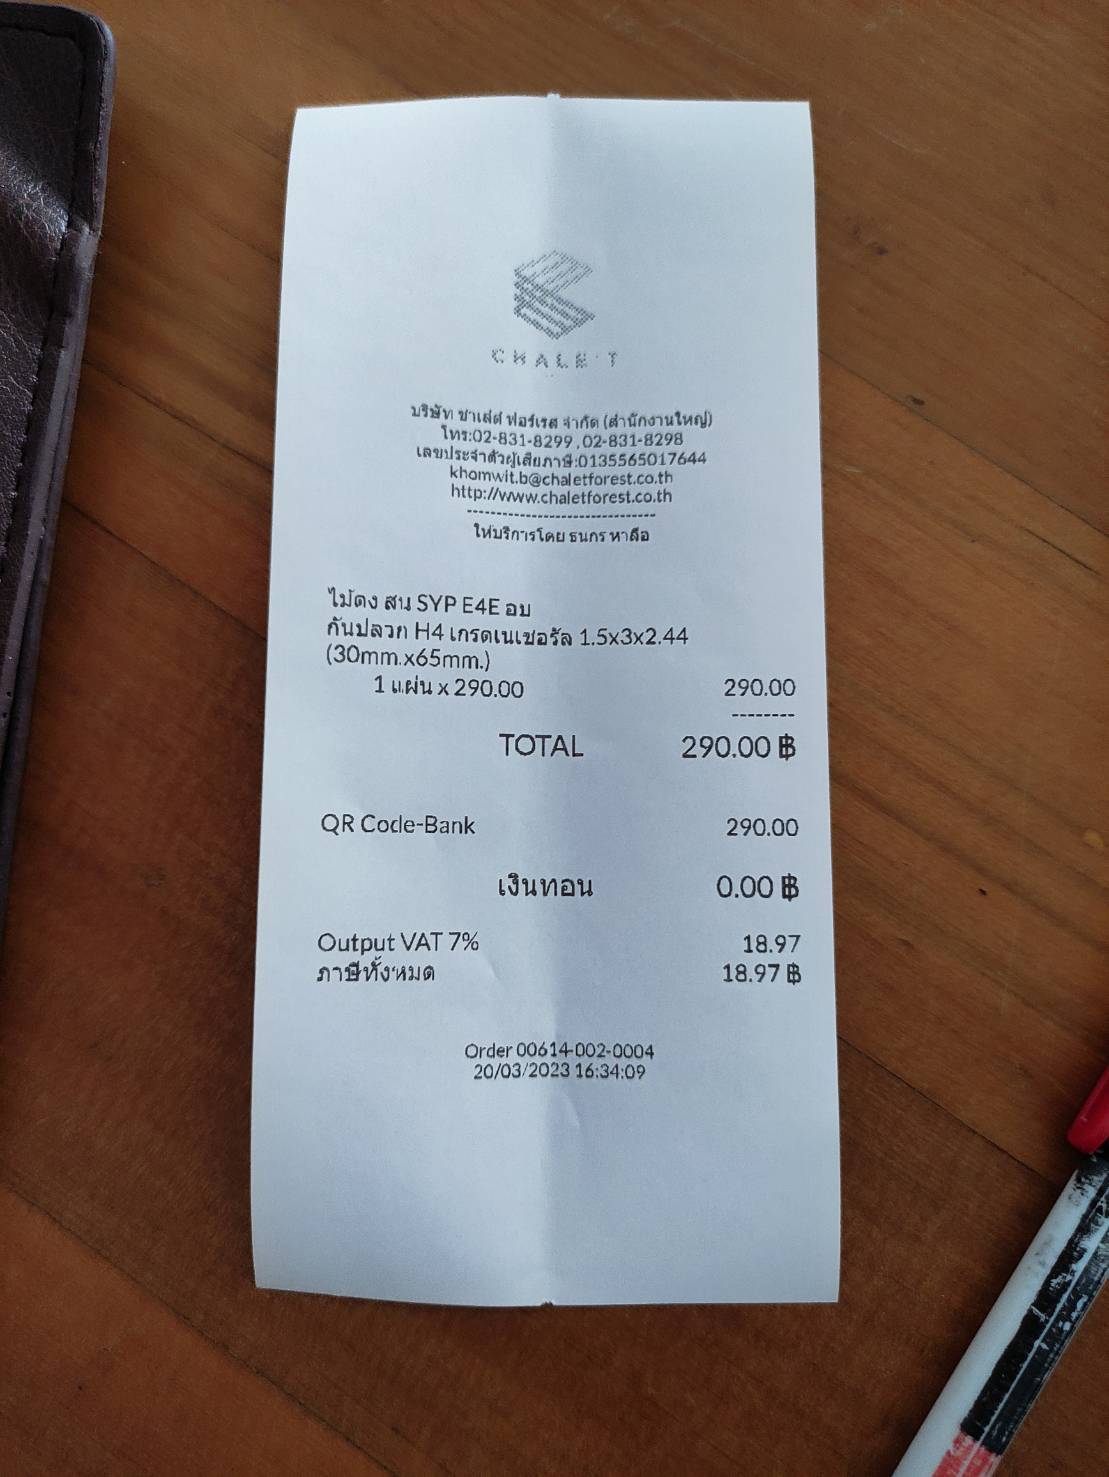 CHALE'T
บริษัท ชาเล่ต์ ฟอร์เรส จำกัด (สำนักงานใหญ่)
โทร:02-831-8299,02-831-8298
เลขประจำตัวผู้เสียภาษี:0135565017644
khomwit.b@chaletforest.co.th
http://www.chaletforest.co.th
--------------------------------
ให้บริการโดย ธนกร หาลือ
ไม้ดง สน SYP E4E อบ
กันปลวก H4 เกรดเนเชอรัล 1.5x3x2.44
(30mm.x65mm.)
1 แผ่น x 290.00 290.00
--------
TOTAL 290.00 ฿
QR Code-Bank 290.00
เงินทอน 0.00 ฿
Output VAT 7% 18.97
ภาษีทั้งหมด 18.97 ฿
Order 00614-002-0004
20/03/2023 16:34:09